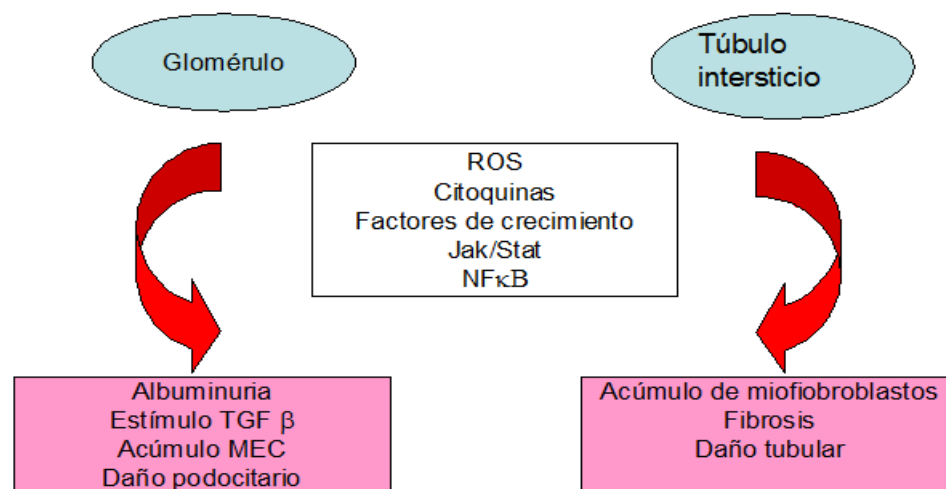 Glomérulo
Túbulo
intersticio
ROS
Citoquinas
Factores de crecimiento
Jak/Stat
NFκB
Albuminuria
Estímulo TGF β
Acúmulo MEC
Daño podocitario
Acúmulo de miofiobroblastos
Fibrosis
Daño tubular